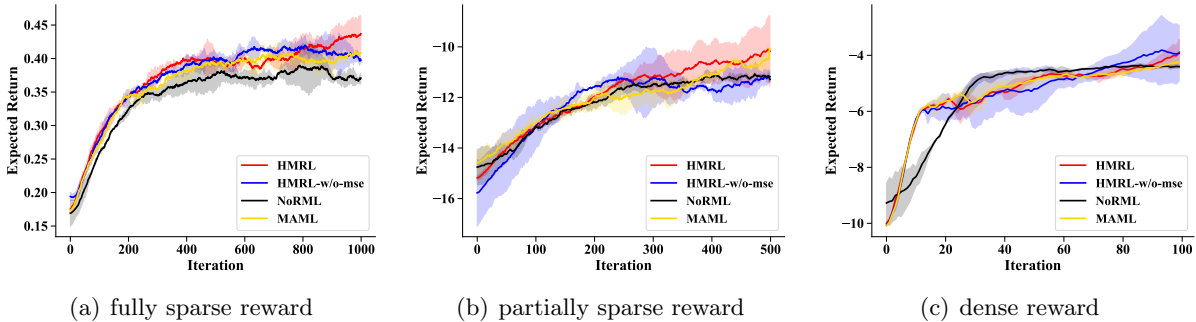 Expected Return
0.45
0.40
0.35
0.30
0.25
0.20
0.15
0 200 400 600 800 1000
Iteration
HMRL
HMRL-w/o-mse
NoRML
MAML
(a) fully sparse reward
Expected Return
−10
−12
−14
−16
0 100 200 300 400 500
Iteration
HMRL
HMRL-w/o-mse
NoRML
MAML
(b) partially sparse reward
Expected Return
−4
−6
−8
−10
0 20 40 60 80 100
Iteration
HMRL
HMRL-w/o-mse
NoRML
MAML
(c) dense reward